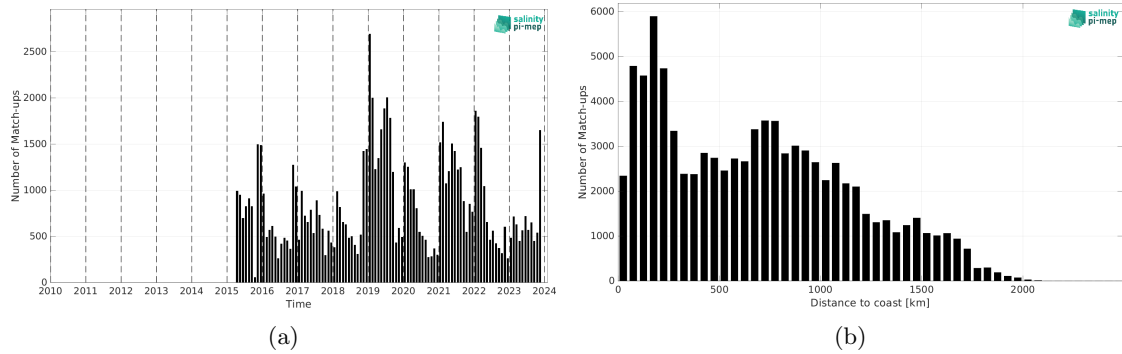 salinity
pi-mep
Number of Match-ups
2500
2000
1500
1000
500
0
2010 2011 2012 2013 2014 2015 2016 2017 2018 2019 2020 2021 2022 2023 2024
Time
(a)
salinity
pi-mep
Number of Match-ups
6000
5000
4000
3000
2000
1000
0
0 500 1000 1500 2000
Distance to coast [km]
(b)